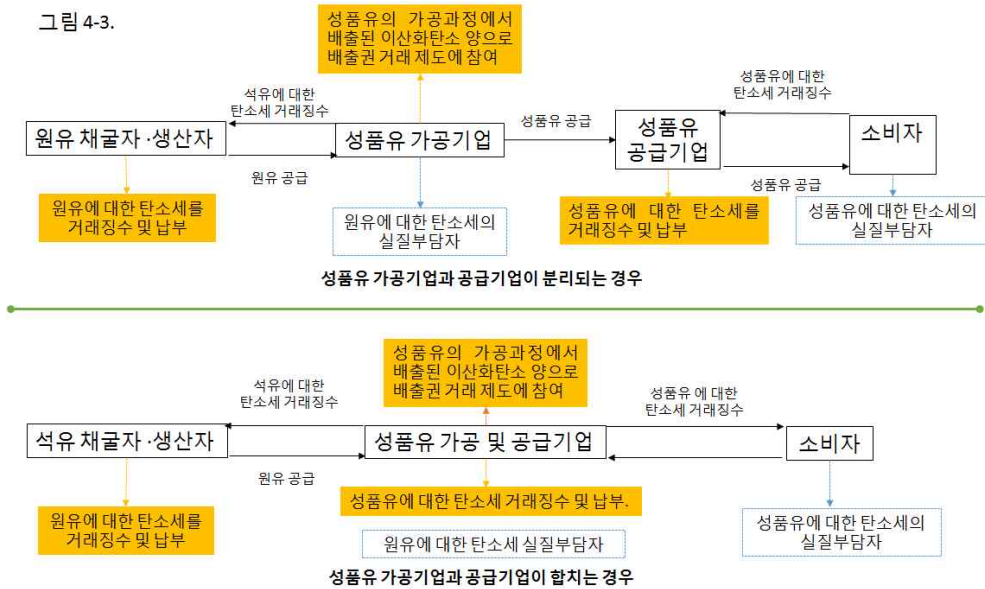 그림 4-3.
성품유의 가공과정에서
배출된 이산화탄소 양으로
배출권 거래 제도에 참여
석유에 대한
탄소세 거래징수
성품유에 대한
탄소세 거래징수
원유 채굴자 ·생산자
성품유 가공기업
성품유 공급
성품유
공급기업
소비자
원유 공급
성품유 공급
원유에 대한 탄소세를
거래징수 및 납부
원유에 대한 탄소세의
실질부담자
성품유에 대한 탄소세를
거래징수 및 납부
성품유에 대한 탄소세의
실질부담자
성품유 가공기업과 공급기업이 분리되는 경우
성품유의 가공과정에서
배출된 이산화탄소 양으로
배출권 거래 제도에 참여
석유에 대한
탄소세 거래징수
성품유 에 대한
탄소세 거래징수
석유 채굴자 ·생산자
성품유 가공 및 공급기업
소비자
원유 공급
원유에 대한 탄소세를
거래징수 및 납부
성품유에 대한 탄소세 거래징수 및 납부.
원유에 대한 탄소세 실질부담자
성품유에 대한 탄소세의
실질부담자
성품유 가공기업과 공급기업이 합치는 경우